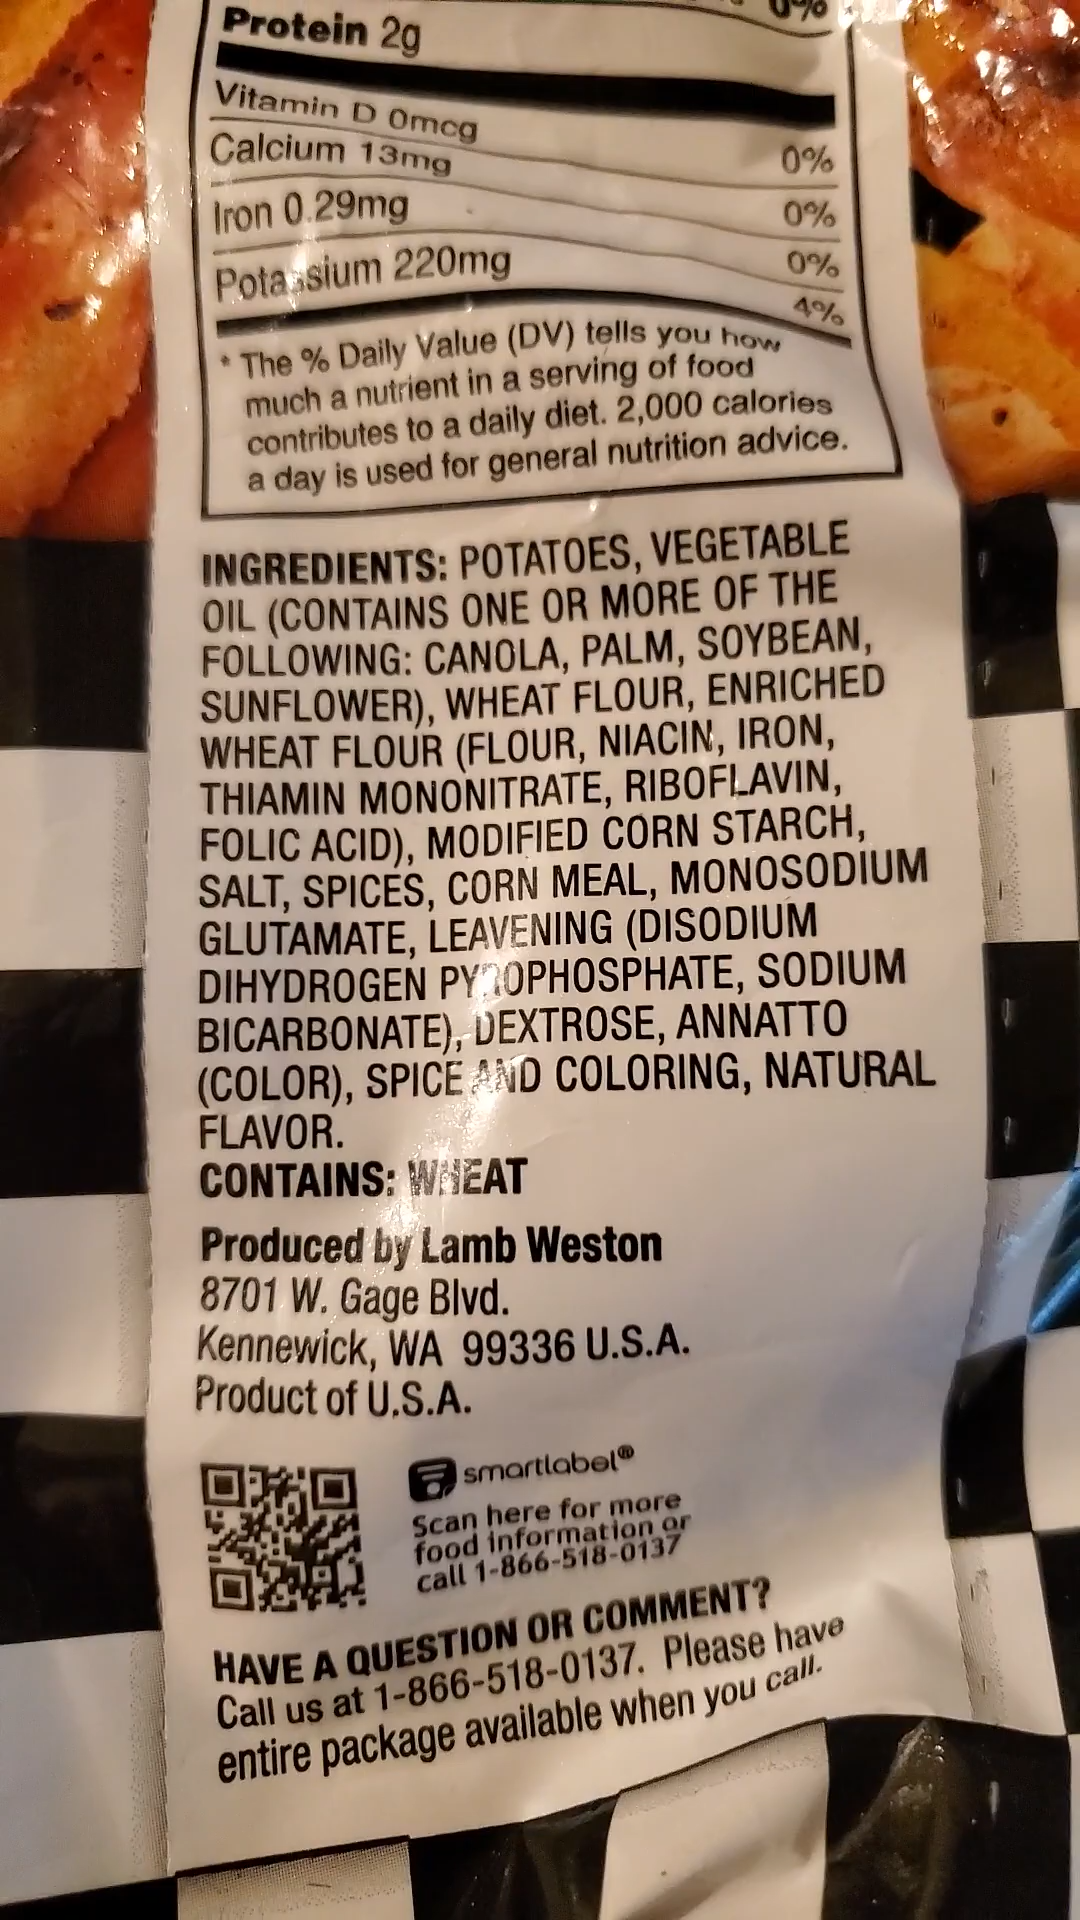 0%
Protein 2g
Vitamin D 0mcg 0%
Calcium 13mg 0%
Iron 0.29mg 0%
Potassium 220mg 4%
* The % Daily Value (DV) tells you how
much a nutrient in a serving of food
contributes to a daily diet. 2,000 calories
a day is used for general nutrition advice.
INGREDIENTS: POTATOES, VEGETABLE
OIL (CONTAINS ONE OR MORE OF THE
FOLLOWING: CANOLA, PALM, SOYBEAN,
SUNFLOWER), WHEAT FLOUR, ENRICHED
WHEAT FLOUR (FLOUR, NIACIN, IRON,
THIAMIN MONONITRATE, RIBOFLAVIN,
FOLIC ACID), MODIFIED CORN STARCH,
SALT, SPICES, CORN MEAL, MONOSODIUM
GLUTAMATE, LEAVENING (DISODIUM
DIHYDROGEN PYROPHOSPHATE, SODIUM
BICARBONATE), DEXTROSE, ANNATTO
(COLOR), SPICE AND COLORING, NATURAL
FLAVOR.
CONTAINS: WHEAT
Produced by Lamb Weston
8701 W. Gage Blvd.
Kennewick, WA 99336 U.S.A.
Product of U.S.A.
smartlabel®
Scan here for more
food information or
call 1-866-518-0137
HAVE A QUESTION OR COMMENT?
Call us at 1-866-518-0137. Please have
entire package available when you call.